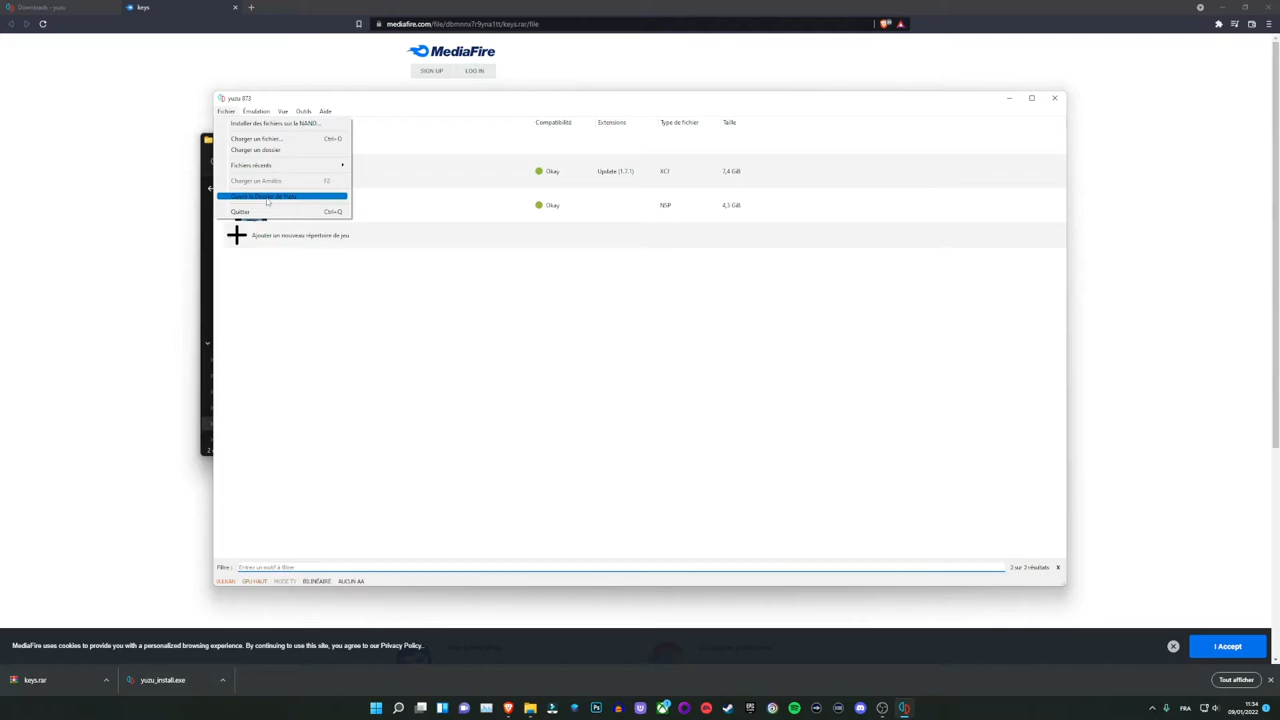 Downloads - yuzu
keys
mediafire.com/file/dbmnnx7r9yna1tt/keys.rar/file
MediaFire
SIGN UP
LOG IN
yuzu 873
Fichier
Émulation
Vue
Outils
Aide
Installer des fichiers sur la NAND...
Charger un fichier...
Ctrl+O
Charger un dossier
Fichiers récents
Charger un Amiibo
F2
Quitter
Ctrl+Q
Compatibilité
Extensions
Type de fichier
Taille
Okay
Update (1.7.1)
XCI
7,4 GiB
Okay
NSP
4,3 GiB
Ajouter un nouveau répertoire de jeu
Filtre :
Entrez un motif à filtrer
2 sur 2 résultats
X
VULKAN
GPU HAUT
MODE TV
BILINÉAIRE
AUCUN AA
MediaFire uses cookies to provide you with a personalized browsing experience. By continuing to use this site, you agree to our Privacy Policy.
I Accept
keys.rar
yuzu_install.exe
Tout afficher
FRA
11:54
09/01/2022